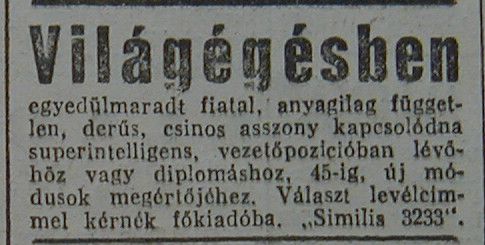 Világégésben
egyedülmaradt fiatal, anyagilag függet-
len, derűs, csinos asszony kapcsolódna
superintelligens, vezetőpozicióban lévő-
höz vagy diplomáshoz, 45-ig, új mó-
dusok megértőjéhez. Választ levélcim-
mel kérnék főkiadóba. „Similis 3233".